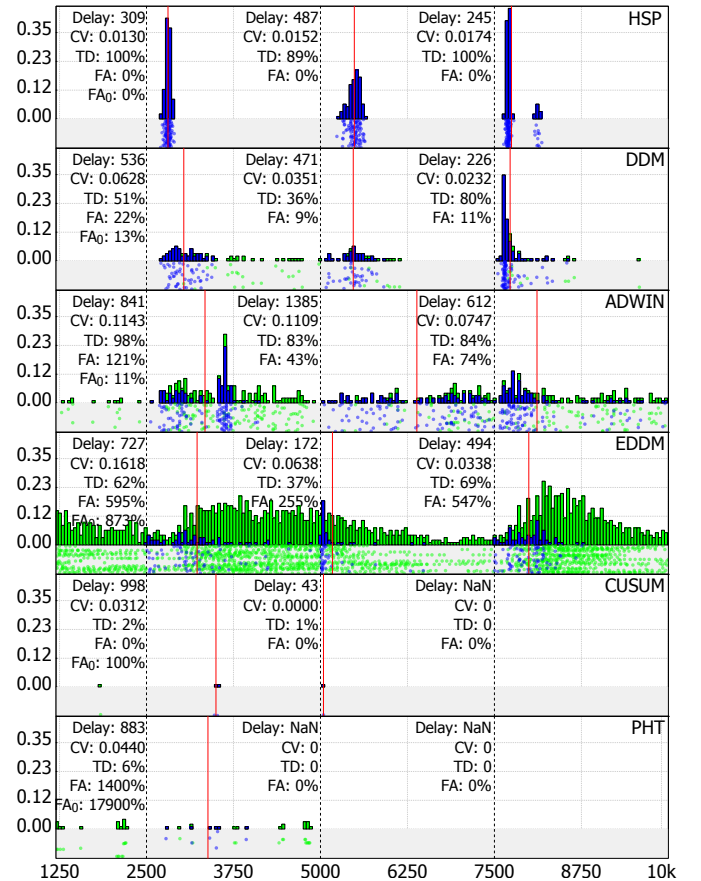 0.35 Delay: 309 Delay: 487 Delay: 245 HSP
CV: 0.0130 CV: 0.0152 CV: 0.0174
0.23 TD: 100% TD: 89% TD: 100%
0.12 FA: 0% FA: 0% FA: 0%
FA0: 0%
0.00
Delay: 536 Delay: 471 Delay: 226 DDM
0.35 CV: 0.0628 CV: 0.0351 CV: 0.0232
0.23 TD: 51% TD: 36% TD: 80%
FA: 22% FA: 9% FA: 11%
0.12 FA0: 13%
0.00
Delay: 841 Delay: 1385 Delay: 612 ADWIN
0.35 CV: 0.1143 CV: 0.1109 CV: 0.0747
0.23 TD: 98% TD: 83% TD: 84%
FA: 121% FA: 43% FA: 74%
0.12 FA0: 11%
0.00
Delay: 727 Delay: 172 Delay: 494 EDDM
0.35 CV: 0.1618 CV: 0.0638 CV: 0.0338
0.23 TD: 62% TD: 37% TD: 69%
FA: 595% FA: 255% FA: 547%
0.12 FA0: 873%
0.00
Delay: 998 Delay: 43 Delay: NaN CUSUM
0.35 CV: 0.0312 CV: 0.0000 CV: 0
0.23 TD: 2% TD: 1% TD: 0
FA: 0% FA: 0% FA: 0%
0.12 FA0: 100%
0.00
Delay: 883 Delay: NaN Delay: NaN PHT
0.35 CV: 0.0440 CV: 0 CV: 0
0.23 TD: 6% TD: 0 TD: 0
FA: 1400% FA: 0% FA: 0%
0.12 FA0: 17900%
0.00
1250 2500 3750 5000 6250 7500 8750 10k